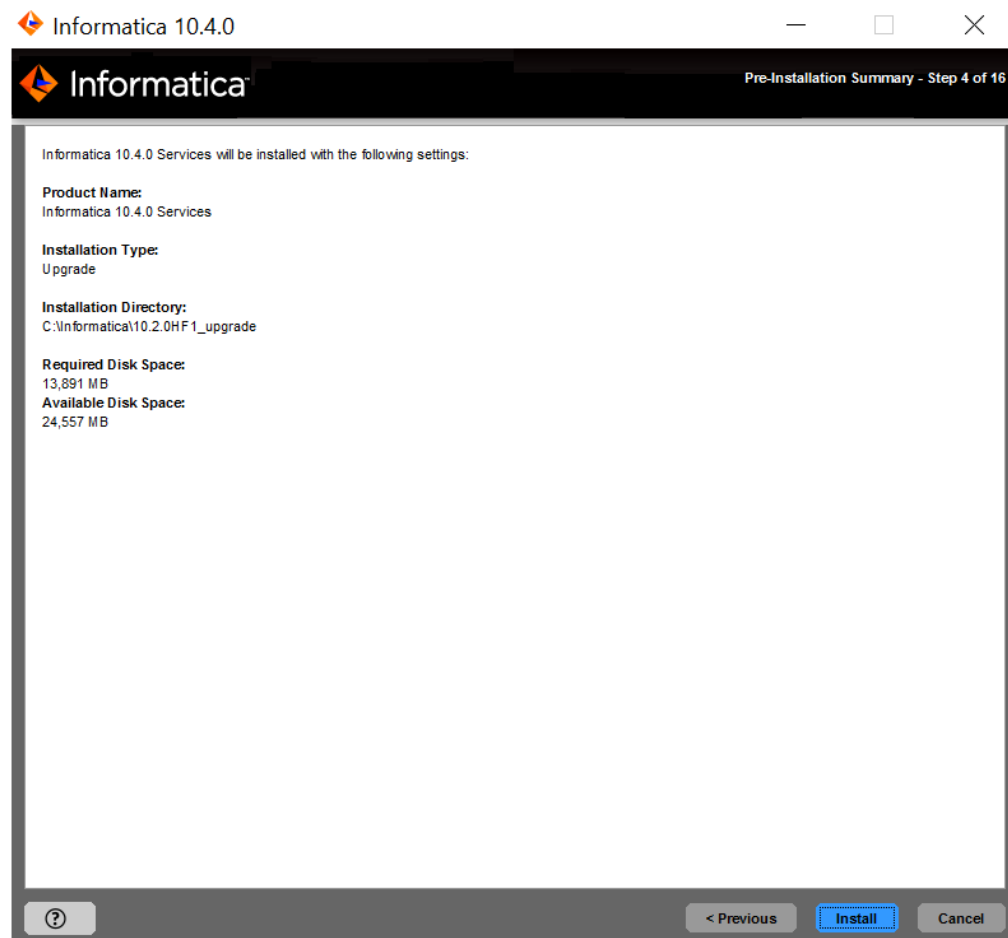 Informatica 10.4.0
Informatica
Pre-Installation Summary - Step 4 of 16
Informatica 10.4.0 Services will be installed with the following settings:
Product Name:
Informatica 10.4.0 Services
Installation Type:
Upgrade
Installation Directory:
C:\Informatica\10.2.0HF1_upgrade
Required Disk Space:
13,891 MB
Available Disk Space:
24,557 MB
?
< Previous
Install
Cancel